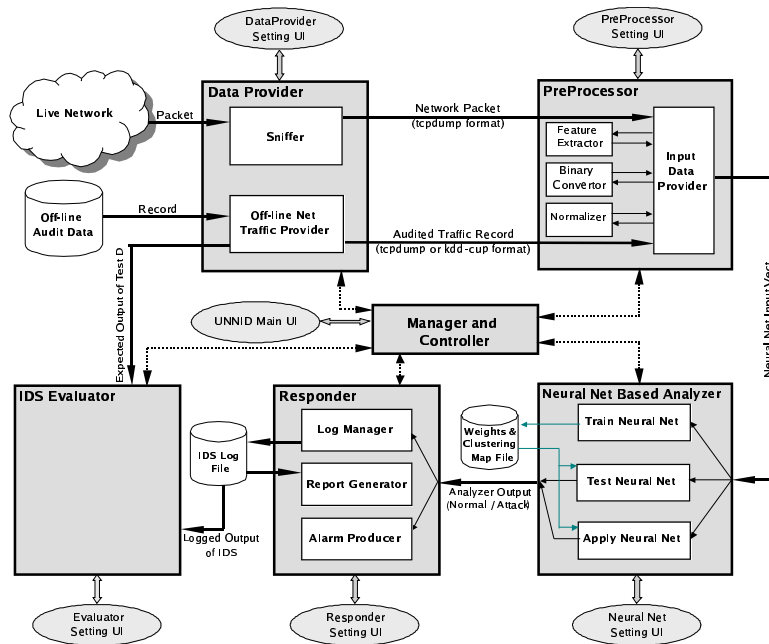 DataProvider
Setting UI
PreProcessor
Setting UI
Data Provider
PreProcessor
Live Network
Packet
Sniffer
Network Packet
(tcpdump format)
Feature
Extractor
Binary
Convertor
Normalizer
Input
Data
Provider
Off-line
Audit Data
Record
Off-line Net
Traffic Provider
Audited Traffic Record
(tcpdump or kdd-cup format)
Expected Output of Test D
UNNID Main UI
Manager and
Controller
Neural Net Input Vect
IDS Evaluator
Responder
Neural Net Based Analyzer
IDS Log
File
Log Manager
Report Generator
Alarm Producer
Weights &
Clustering
Map File
Train Neural Net
Test Neural Net
Apply Neural Net
Analyzer Output
(Normal / Attack)
Logged Output
of IDS
Evaluator
Setting UI
Responder
Setting UI
Neural Net
Setting UI